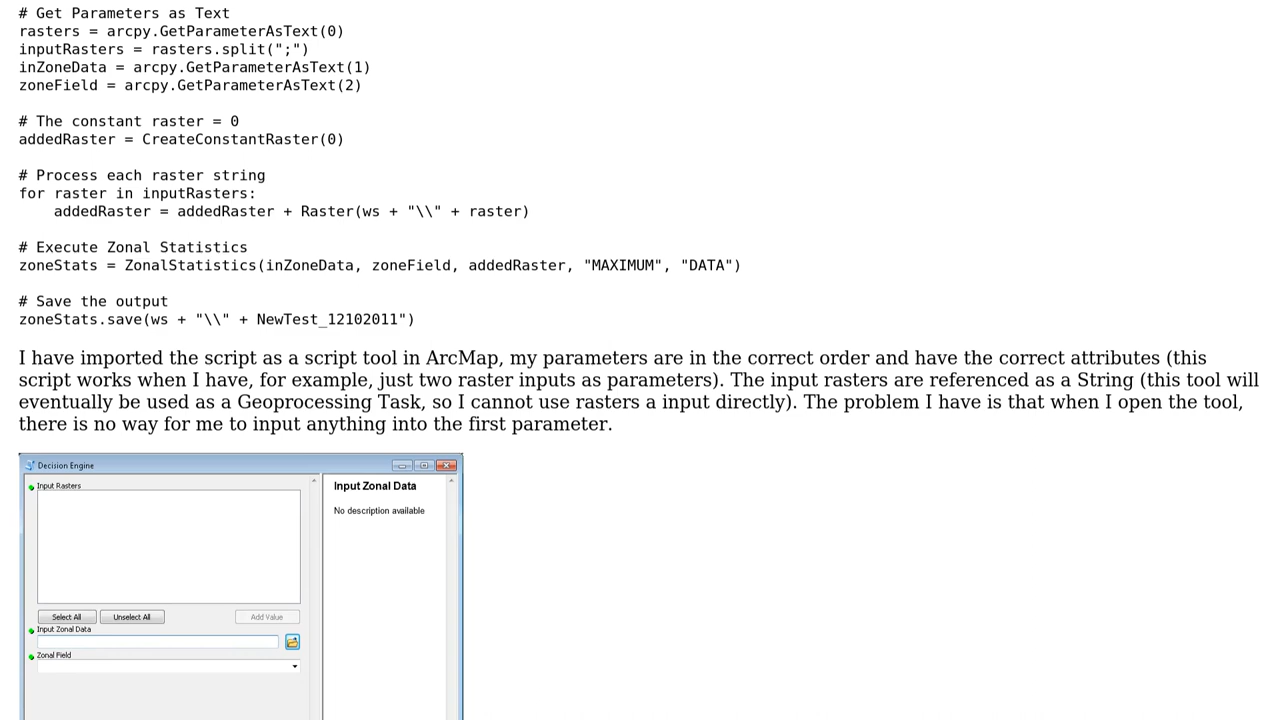 # Get Parameters as Text
rasters = arcpy.GetParameterAsText(0)
inputRasters = rasters.split(";")
inZoneData = arcpy.GetParameterAsText(1)
zoneField = arcpy.GetParameterAsText(2)
# The constant raster = 0
addedRaster = CreateConstantRaster(0)
# Process each raster string
for raster in inputRasters:
    addedRaster = addedRaster + Raster(ws + "\\" + raster)
# Execute Zonal Statistics
zoneStats = ZonalStatistics(inZoneData, zoneField, addedRaster, "MAXIMUM", "DATA")
# Save the output
zoneStats.save(ws + "\\" + NewTest_12102011")
I have imported the script as a script tool in ArcMap, my parameters are in the correct order and have the correct attributes (this
script works when I have, for example, just two raster inputs as parameters). The input rasters are referenced as a String (this tool will
eventually be used as a Geoprocessing Task, so I cannot use rasters a input directly). The problem I have is that when I open the tool,
there is no way for me to input anything into the first parameter.
Decision Engine
Input Rasters
Select All
Unselect All
Add Value
Input Zonal Data
Zonal Field
Input Zonal Data
No description available